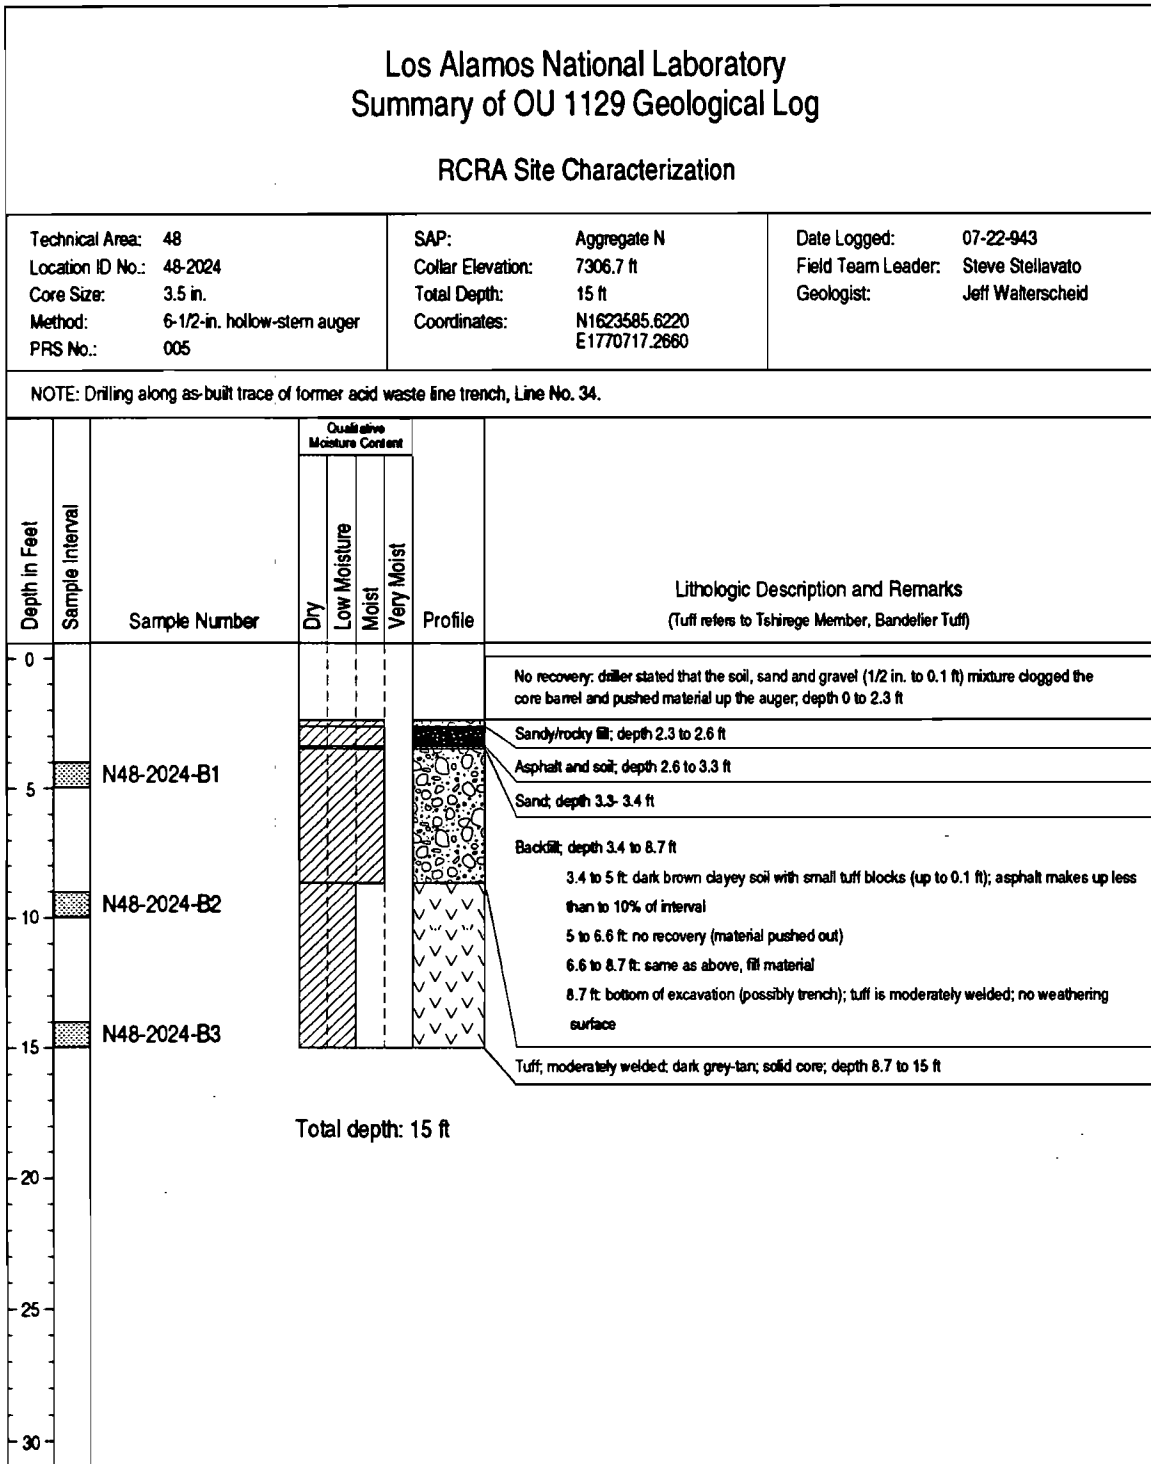 Los Alamos National Laboratory
Summary of OU 1129 Geological Log
RCRA Site Characterization
Technical Area: 48
Location ID No.: 48-2024
Core Size: 3.5 in.
Method: 6-1/2-in. hollow-stem auger
PRS No.: 005
SAP: Aggregate N
Collar Elevation: 7306.7 ft
Total Depth: 15 ft
Coordinates: N1623585.6220
E1770717.2660
Date Logged: 07-22-943
Field Team Leader: Steve Stellavato
Geologist: Jeff Walterscheid
NOTE: Drilling along as-built trace of former acid waste line trench, Line No. 34.
Depth in Feet
Sample Interval
Sample Number
Qualitative
Moisture Content
Dry
Low Moisture
Moist
Very Moist
Profile
Lithologic Description and Remarks
(Tuff refers to Tshirege Member, Bandelier Tuff)
0
No recovery: driller stated that the soil, sand and gravel (1/2 in. to 0.1 ft) mixture clogged the
core barrel and pushed material up the auger; depth 0 to 2.3 ft
Sandy/rocky fill; depth 2.3 to 2.6 ft
Asphalt and soil; depth 2.6 to 3.3 ft
N48-2024-B1
5
Sand; depth 3.3- 3.4 ft
Backfill; depth 3.4 to 8.7 ft
3.4 to 5 ft: dark brown clayey soil with small tuff blocks (up to 0.1 ft); asphalt makes up less
than to 10% of interval
5 to 6.6 ft: no recovery (material pushed out)
6.6 to 8.7 ft: same as above, fill material
8.7 ft: bottom of excavation (possibly trench); tuff is moderately welded; no weathering
surface
N48-2024-B2
10
N48-2024-B3
15
Tuff; moderately welded; dark grey-tan; solid core; depth 8.7 to 15 ft
Total depth: 15 ft
20
25
30